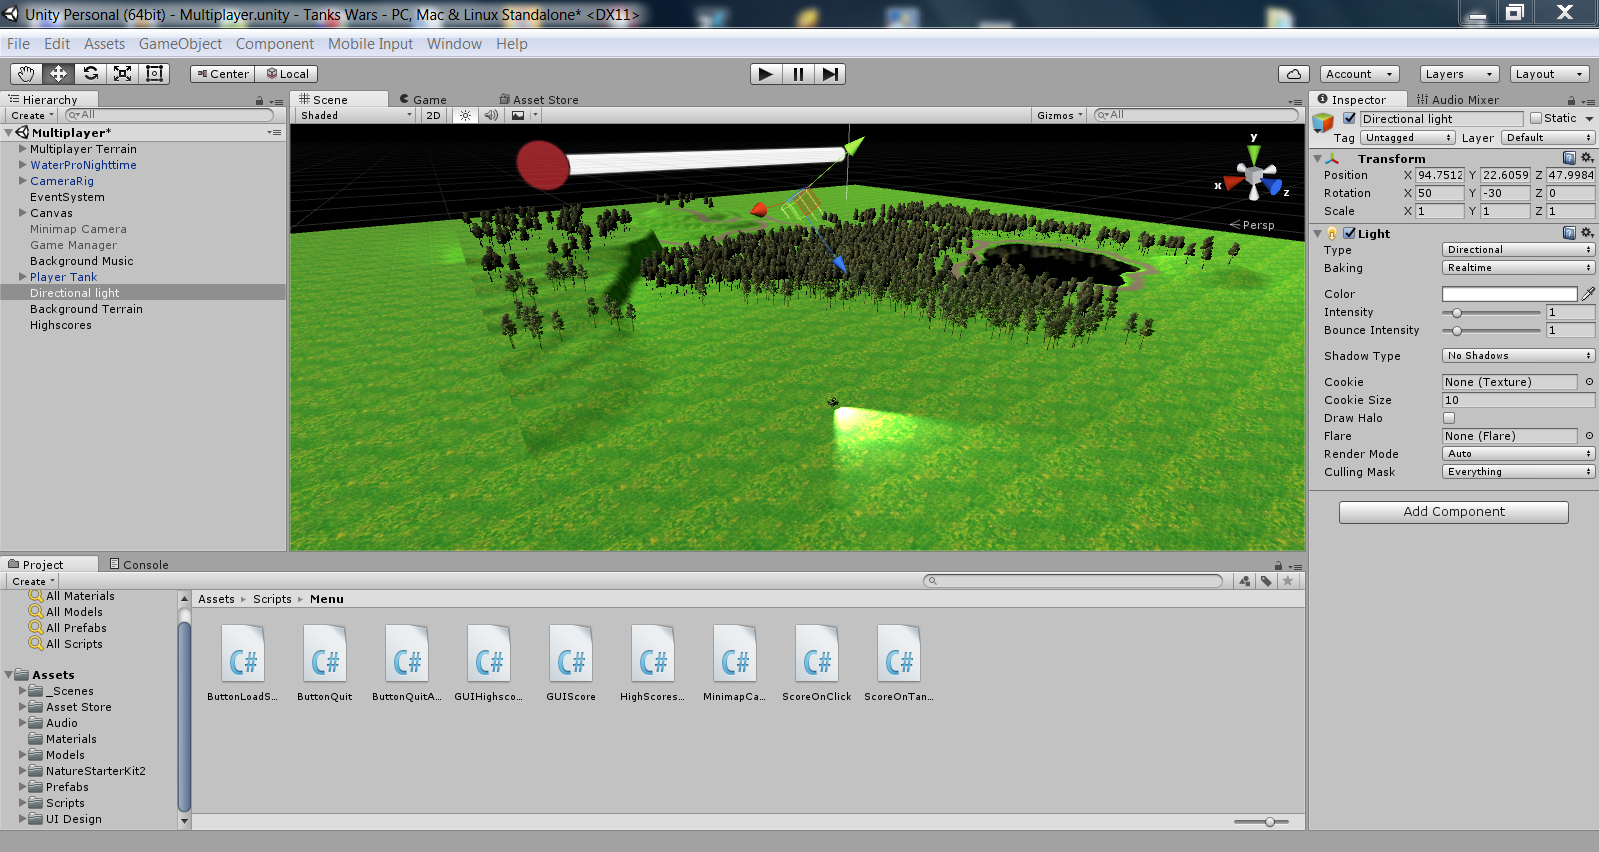 Unity Personal (64bit) - Multiplayer.unity - Tanks Wars - PC, Mac & Linux Standalone* <DX11>
File Edit Assets GameObject Component Mobile Input Window Help
Center Local Account Layers Layout
Hierarchy
Create All
Multiplayer*
Multiplayer Terrain
WaterProNighttime
CameraRig
EventSystem
Canvas
Minimap Camera
Game Manager
Background Music
Player Tank
Directional light
Background Terrain
Highscores
Scene Game Asset Store
Shaded 2D Gizmos All
y
x
z
Persp
Inspector Audio Mixer
Directional light Static
Tag Untagged Layer Default
Transform
Position X 94.7512 Y 22.6059 Z 47.9984
Rotation X 50 Y -30 Z 0
Scale X 1 Y 1 Z 1
Light
Type Directional
Baking Realtime
Color
Intensity 1
Bounce Intensity 1
Shadow Type No Shadows
Cookie None (Texture)
Cookie Size 10
Draw Halo
Flare None (Flare)
Render Mode Auto
Culling Mask Everything
Add Component
Project Console
Create
All Materials
All Models
All Prefabs
All Scripts
Assets
_Scenes
Asset Store
Audio
Materials
Models
NatureStarterKit2
Prefabs
Scripts
UI Design
Assets Scripts Menu
C# C# C# C# C# C# C# C# C#
ButtonLoadS... ButtonQuit ButtonQuitA... GUIHighsco... GUIScore HighScores... MinimapCa... ScoreOnClick ScoreOnTan...